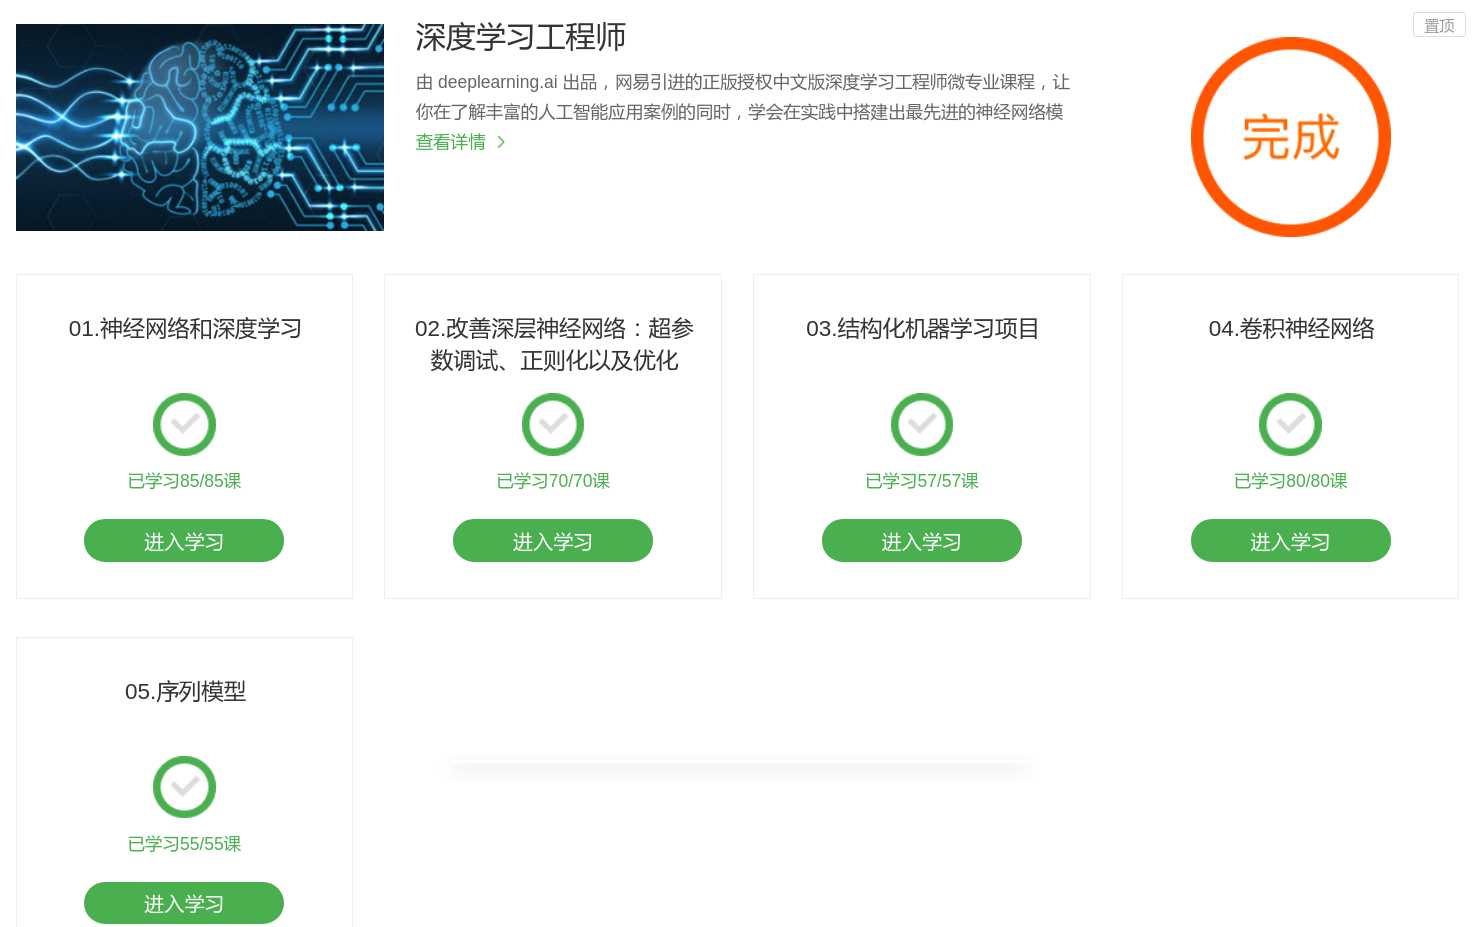 置顶
深度学习工程师
由 deeplearning.ai 出品，网易引进的正版授权中文版深度学习工程师微专业课程，让
你在了解丰富的人工智能应用案例的同时，学会在实践中搭建出最先进的神经网络模
查看详情
完成
01.神经网络和深度学习
已学习85/85课
进入学习
02.改善深层神经网络：超参
数调试、正则化以及优化
已学习70/70课
进入学习
03.结构化机器学习项目
已学习57/57课
进入学习
04.卷积神经网络
已学习80/80课
进入学习
05.序列模型
已学习55/55课
进入学习